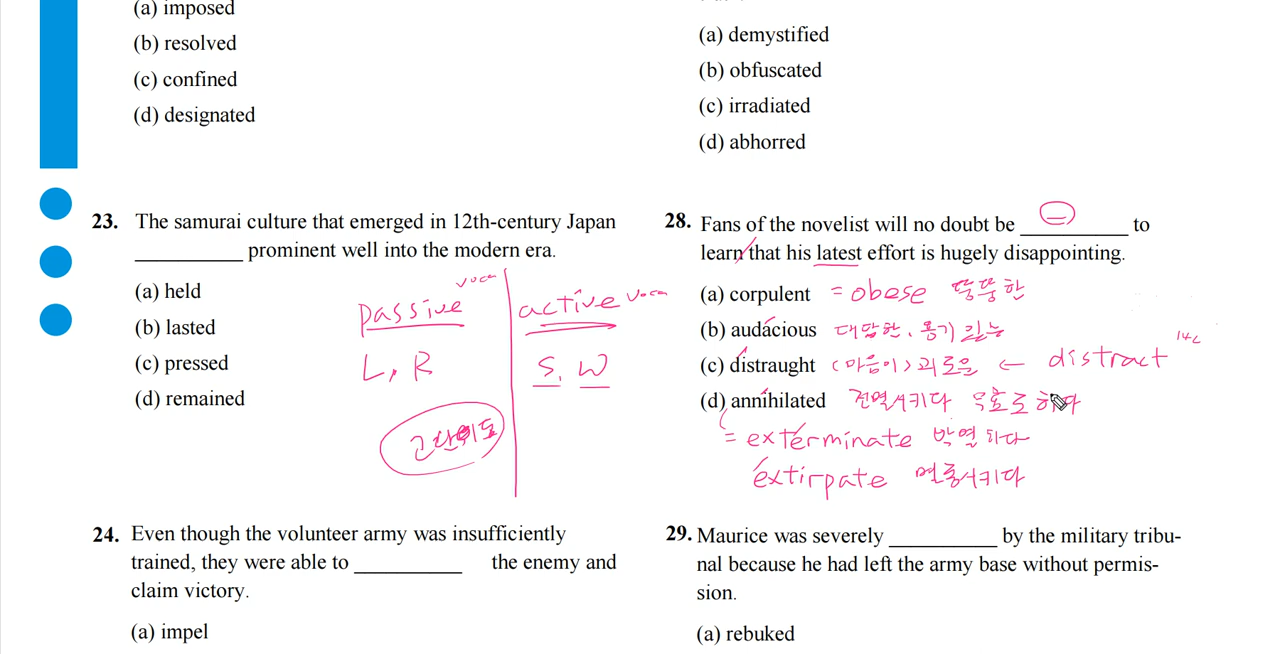 (a) imposed
(b) resolved
(c) confined
(d) designated
23. The samurai culture that emerged in 12th-century Japan
__________ prominent well into the modern era.
(a) held
(b) lasted
(c) pressed
(d) remained
passive voca
active voca
L, R
S, W
24. Even though the volunteer army was insufficiently
trained, they were able to __________ the enemy and
claim victory.
(a) impel
(a) demystified
(b) obfuscated
(c) irradiated
(d) abhorred
28. Fans of the novelist will no doubt be __________ to
learn that his latest effort is hugely disappointing.
(a) corpulent = obese 뚱뚱한
(b) audacious 대담한, 용기있는
(c) distraught (마음이) 괴로운 ← distract
(d) annihilated 전멸시키다 무효로 하다
= exterminate 박멸하다
extirpate 멸종시키다
29. Maurice was severely __________ by the military tribu-
nal because he had left the army base without permis-
sion.
(a) rebuked